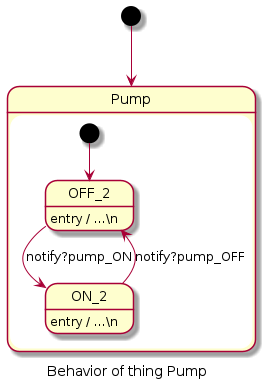 Pump
OFF_2
entry / ...\n
notify?pump_ON
notify?pump_OFF
ON_2
entry / ...\n
Behavior of thing Pump